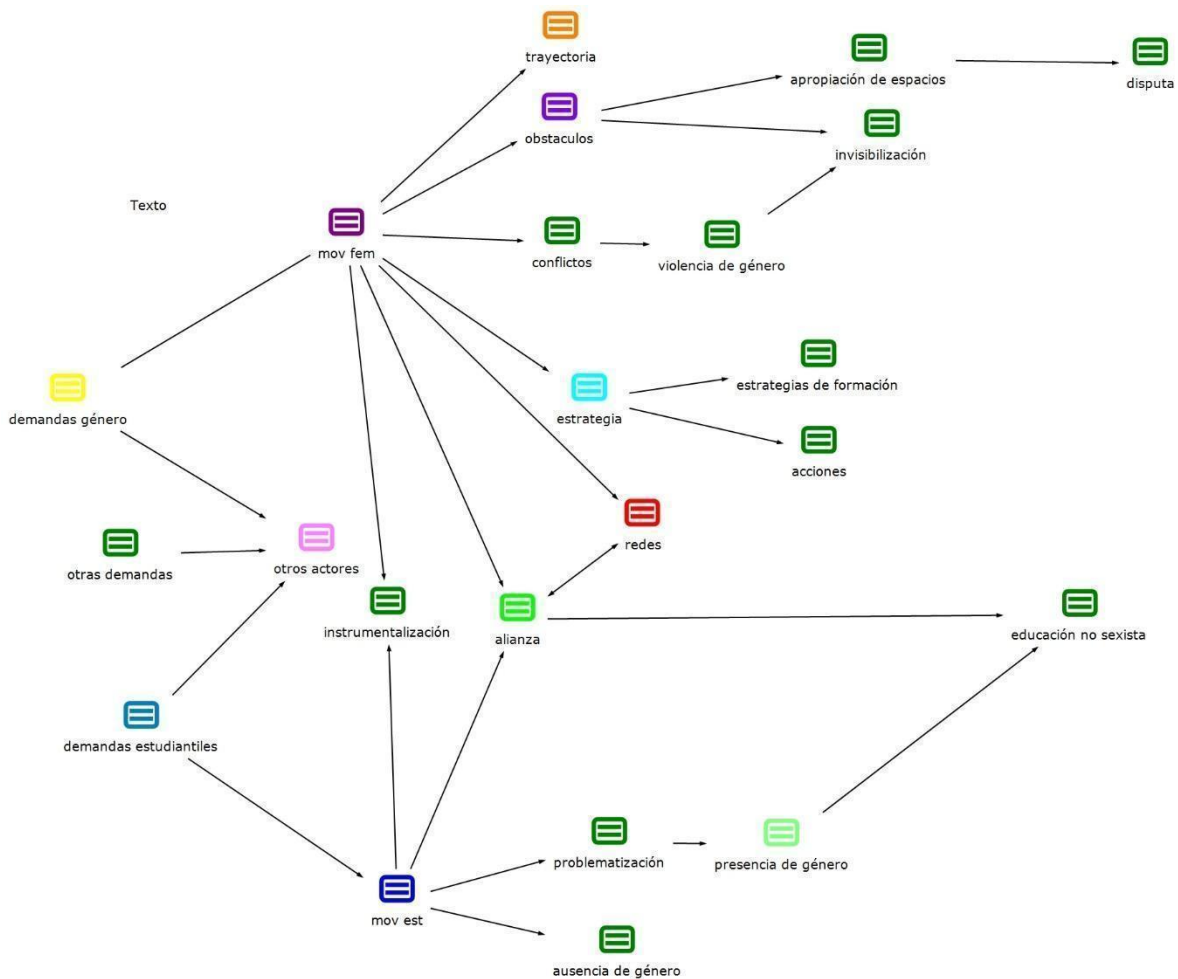 trayectoria
apropiación de espacios
disputa
obstaculos
invisibilización
Texto
mov fem
conflictos
violencia de género
demandas género
estrategia
estrategias de formación
acciones
otras demandas
otros actores
redes
instrumentalización
alianza
educación no sexista
demandas estudiantiles
problematización
presencia de género
mov est
ausencia de género